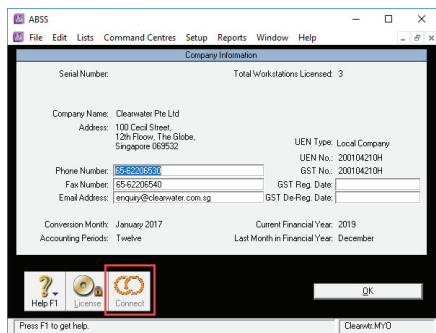 ABSS
File Edit Lists Command Centres Setup Reports Window Help
Company Information
Serial Number: Total Workstations Licensed: 3
Company Name: Clearwater Pte Ltd
Address: 100 Cecil Street,
12th Floow, The Globe,
Singapore 069532
UEN Type: Local Company
UEN No.: 200104210H
Phone Number: 65-62206530 GST No.: 200104210H
Fax Number: 65-62206540 GST Reg. Date:
Email Address: enquiry@clearwater.com.sg GST De-Reg. Date:
Conversion Month: January 2017 Current Financial Year: 2019
Accounting Periods: Twelve Last Month in Financial Year: December
Help F1 License Connect OK
Press F1 to get help. Clearwtr.MYO